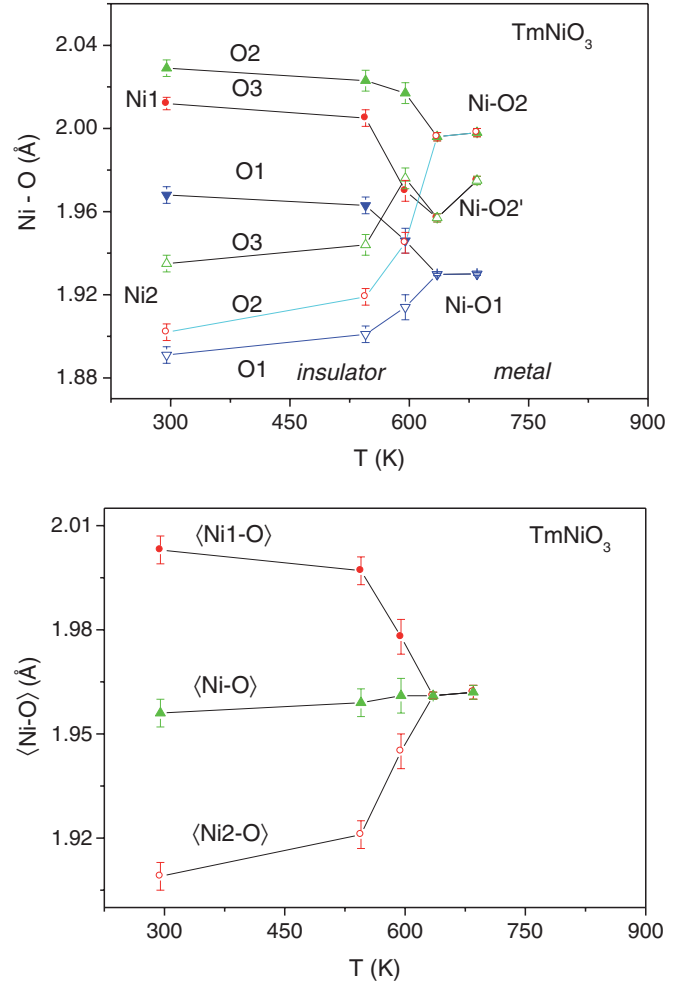 TmNiO3
2.04
2.00
1.96
1.92
1.88
Ni - O (Å)
O2
Ni1
O3
O1
O3
Ni2
O2
O1
Ni-O2
Ni-O2'
Ni-O1
insulator
metal
300
450
600
750
900
T (K)
2.01
1.98
1.95
1.92
⟨Ni-O⟩ (Å)
⟨Ni1-O⟩
TmNiO3
⟨Ni-O⟩
⟨Ni2-O⟩
300
450
600
750
900
T (K)